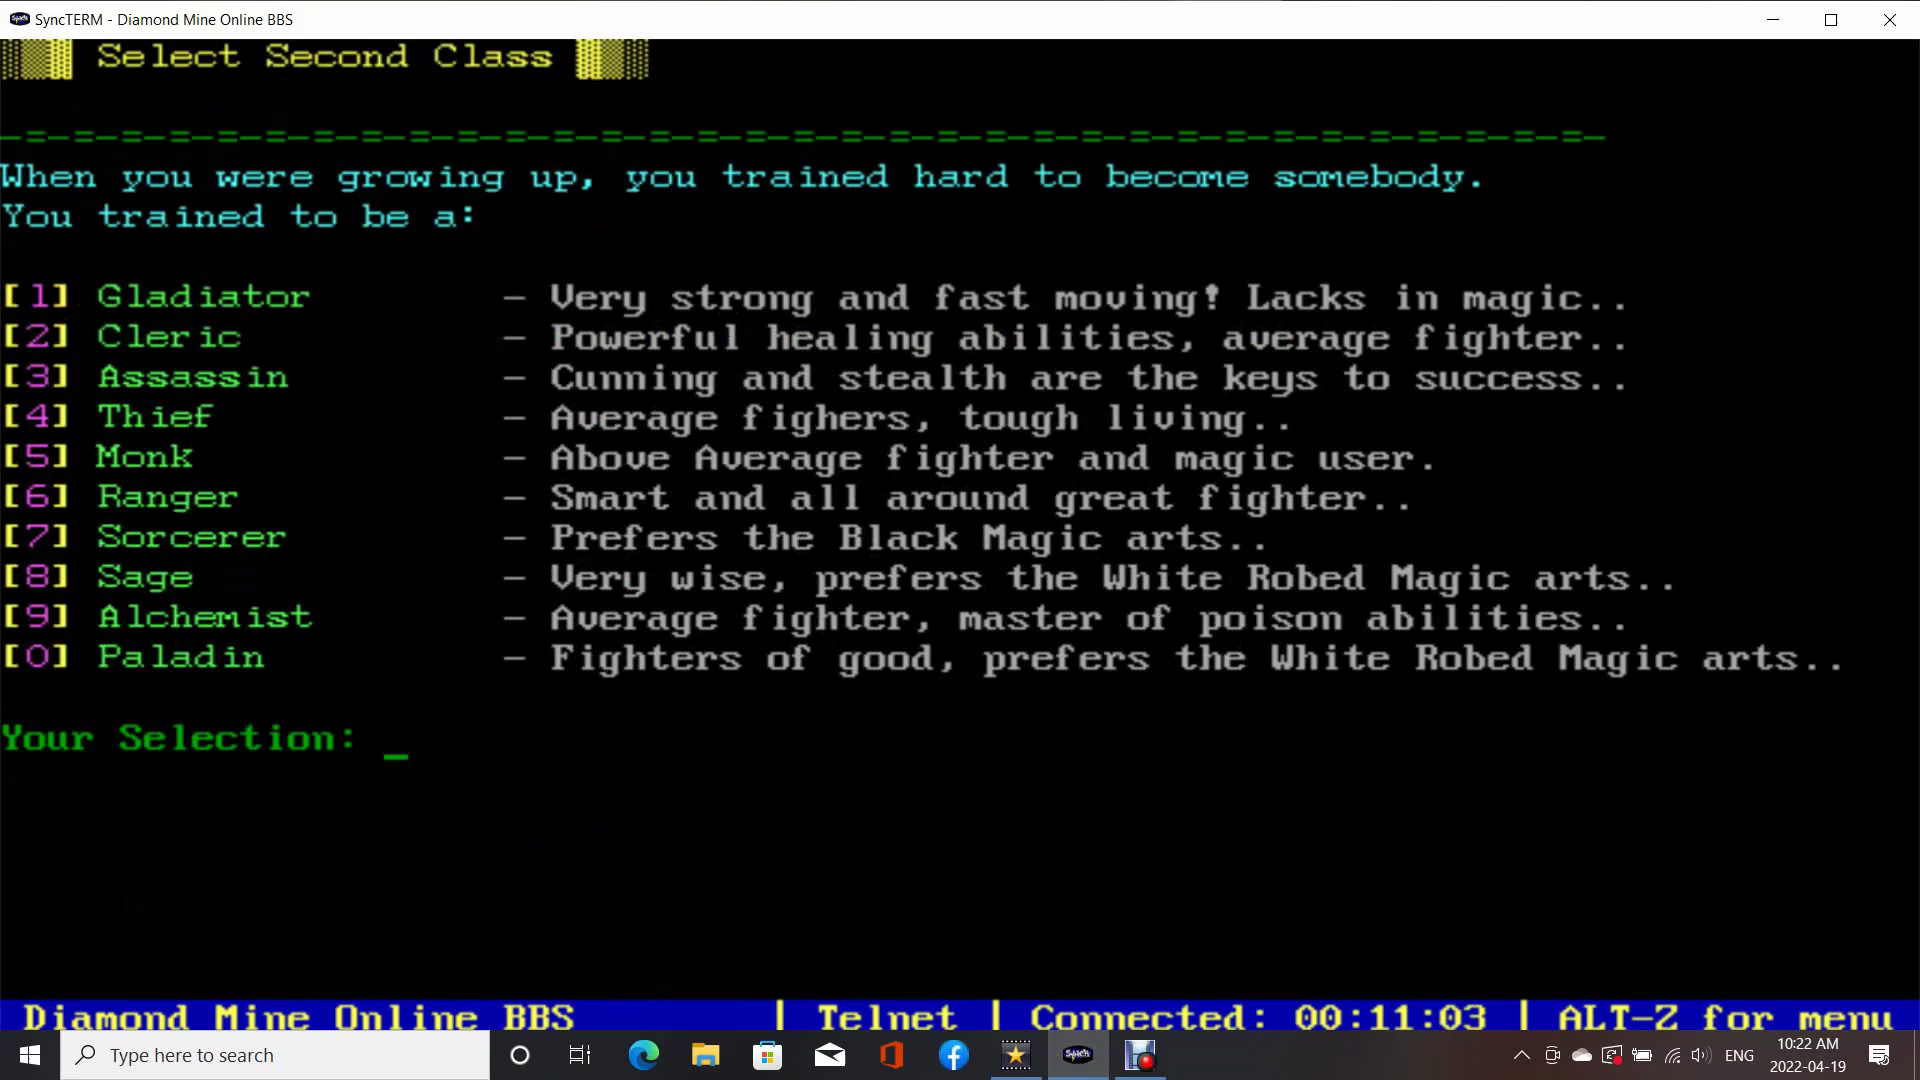 SyncTERM - Diamond Mine Online BBS
Select Second Class
-=-=-=-=-=-=-=-=-=-=-=-=-=-=-=-=-=-=-=-=-=-=-=-=-=-=-=-=-=-=-=-=-=-
When you were growing up, you trained hard to become somebody.
You trained to be a:
[1] Gladiator - Very strong and fast moving! Lacks in magic..
[2] Cleric - Powerful healing abilities, average fighter..
[3] Assassin - Cunning and stealth are the keys to success..
[4] Thief - Average fighers, tough living..
[5] Monk - Above Average fighter and magic user.
[6] Ranger - Smart and all around great fighter..
[7] Sorcerer - Prefers the Black Magic arts..
[8] Sage - Very wise, prefers the White Robed Magic arts..
[9] Alchemist - Average fighter, master of poison abilities..
[0] Paladin - Fighters of good, prefers the White Robed Magic arts..
Your Selection: _
Diamond Mine Online BBS | Telnet | Connected: 00:11:03 | ALT-Z for menu
Type here to search
Synch
ENG
10:22 AM
2022-04-19